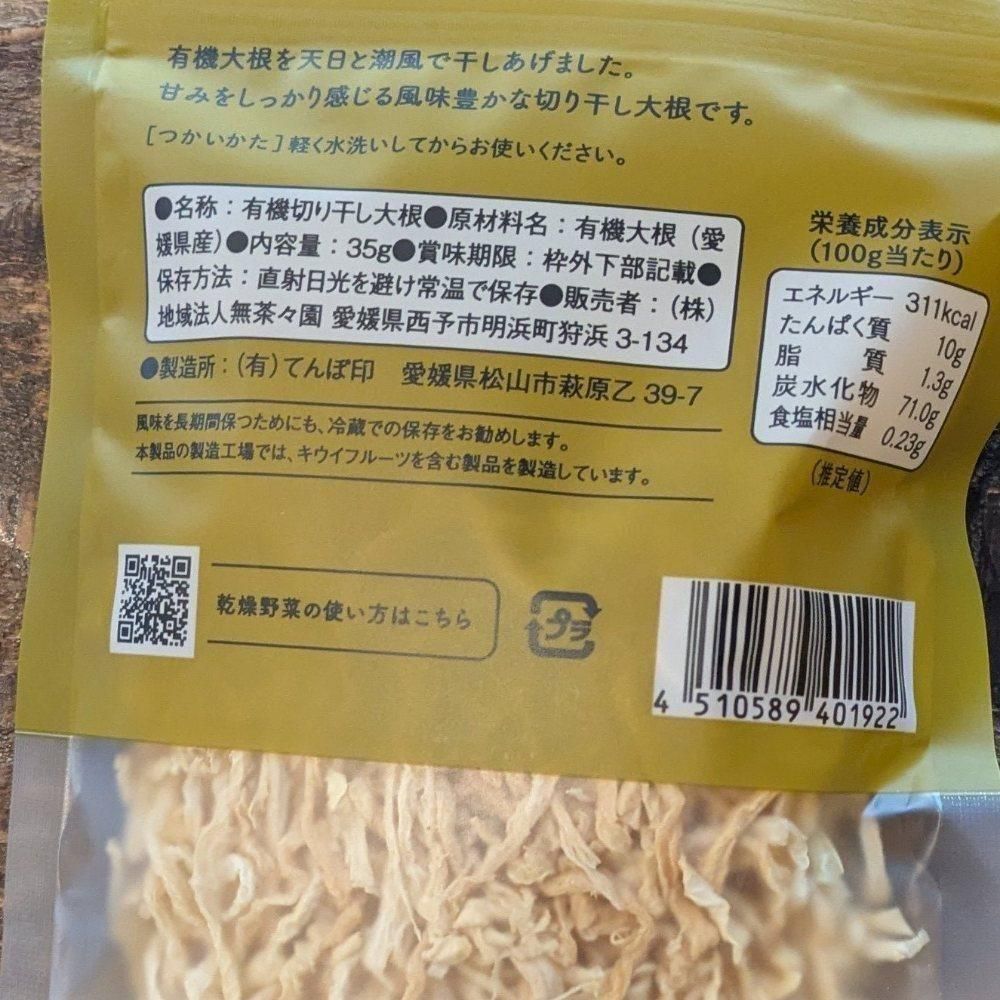 有機大根を天日と潮風で干しあげました。
甘みをしっかり感じる風味豊かな切り干し大根です。
［つかいかた］軽く水洗いしてからお使いください。
●名称：有機切り干し大根●原材料名：有機大根（愛
媛県産）●内容量：35g●賞味期限：枠外下部記載●
保存方法：直射日光を避け常温で保存●販売者：（株）
地域法人無茶々園 愛媛県西予市明浜町狩浜 3-134
●製造所：（有）てんぽ印　愛媛県松山市萩原乙 39-7
風味を長期間保つためにも、冷蔵での保存をお勧めします。
本製品の製造工場では、キウイフルーツを含む製品を製造しています。
栄養成分表示
（100g当たり）
エネルギー 311kcal
たんぱく質 10g
脂質 1.3g
炭水化物 71.0g
食塩相当量 0.23g
（推定値）
乾燥野菜の使い方はこちら
プラ
4 510589 401922